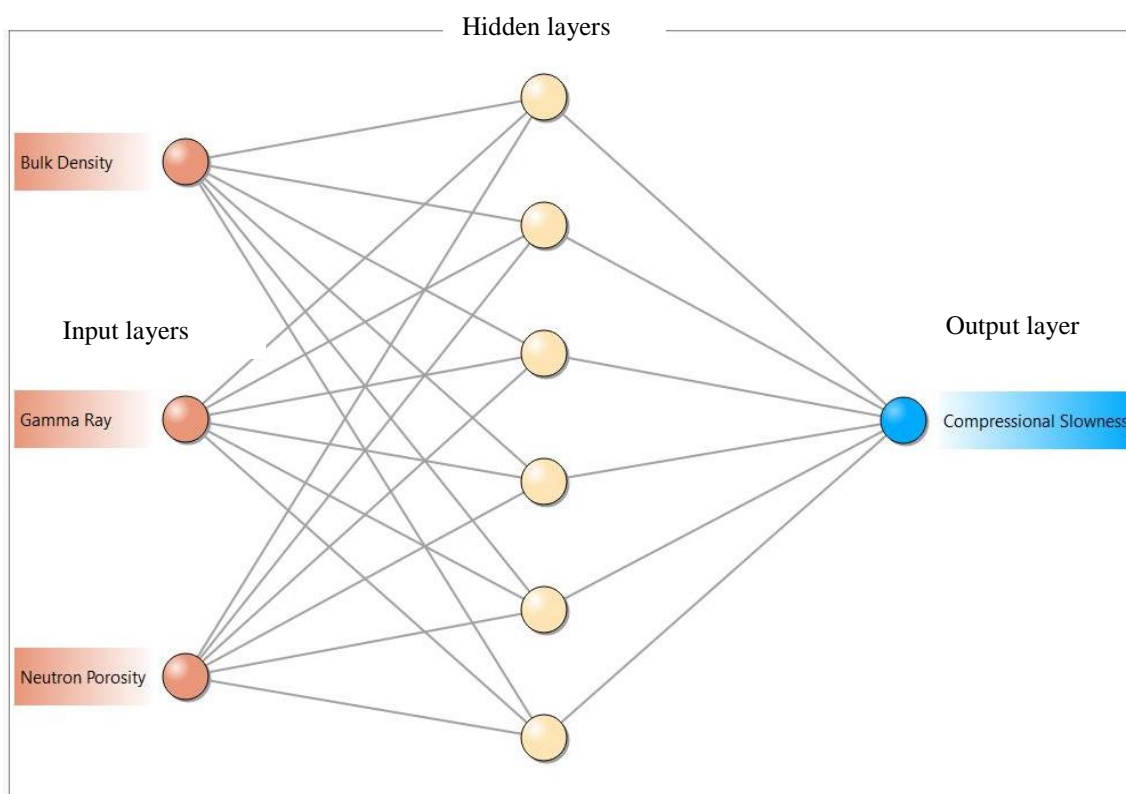 Hidden layers
Bulk Density
Input layers
Output layer
Gamma Ray
Compressional Slowness
Neutron Porosity